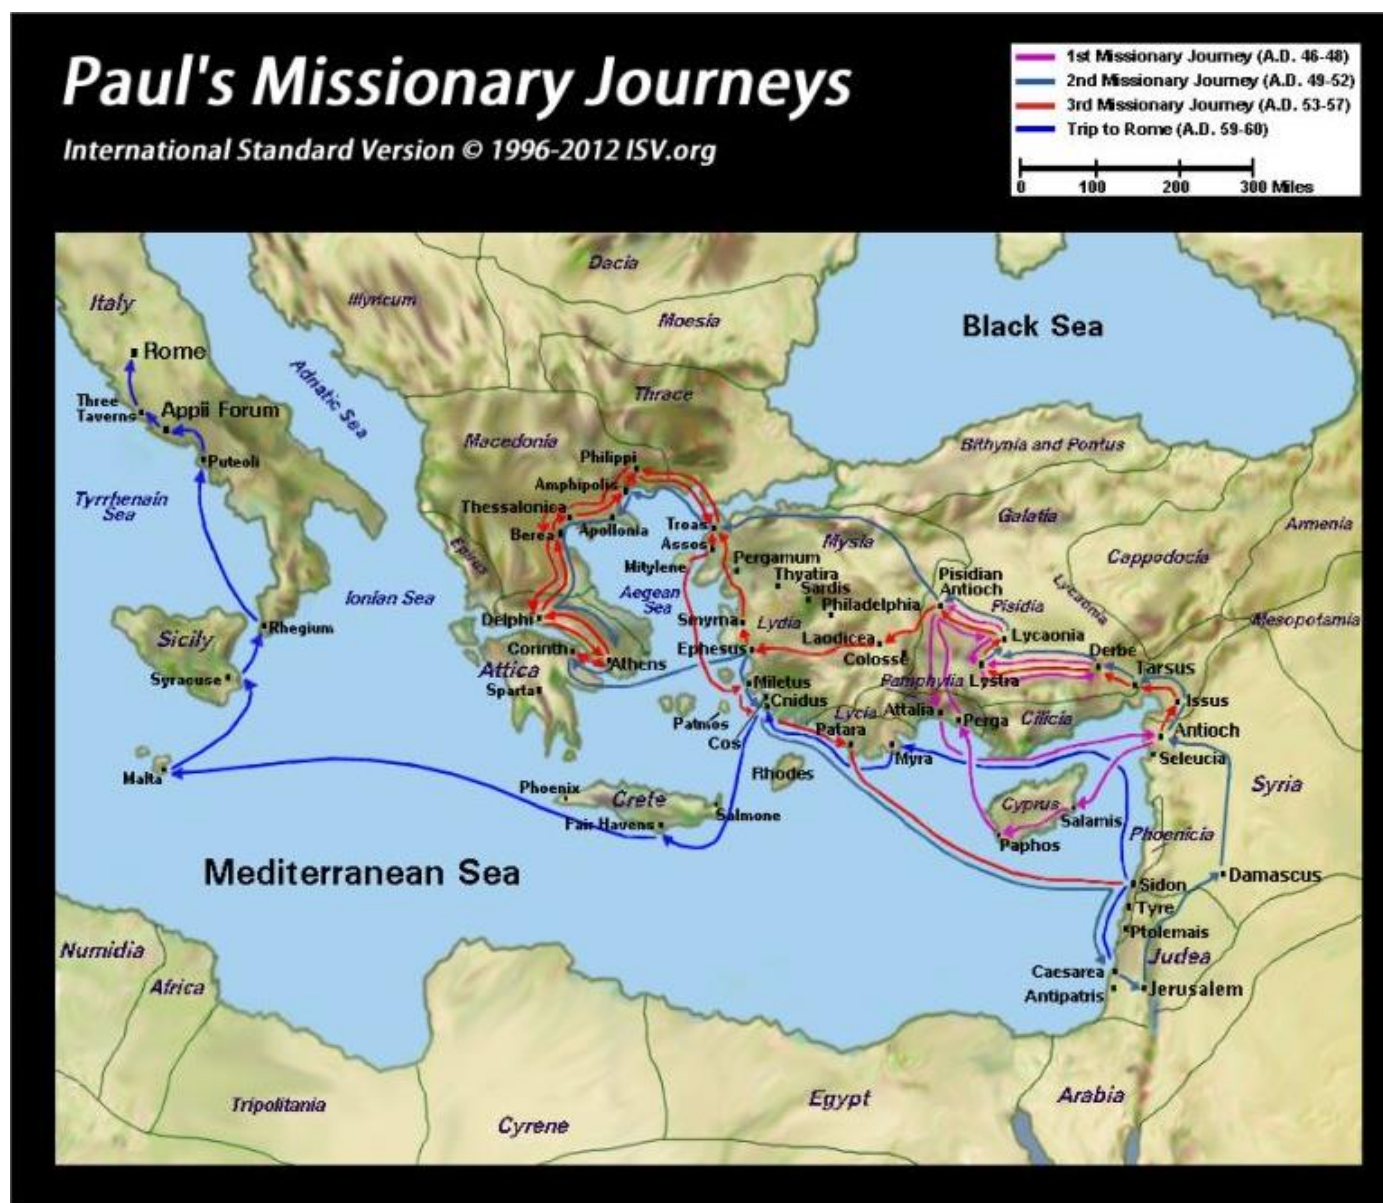 Paul's Missionary Journeys
International Standard Version © 1996-2012 ISV.org
1st Missionary Journey (A.D. 46-48)
2nd Missionary Journey (A.D. 49-52)
3rd Missionary Journey (A.D. 53-57)
Trip to Rome (A.D. 59-60)
0 100 200 300 Miles
Dacia
Italy
Illyricum
Moesia
Black Sea
Rome
Adriatic Sea
Thrace
Three
Taverns
Appii Forum
Macedonia
Bithynia and Pontus
Philippi
Puteoli
Amphipolis
Tyrrhenain
Sea
Thessalonica
Apollonia
Berea
Troas
Assos
Mysia
Galatia
Armenia
Epirus
Mitylene
Pergamum
Thyatira
Sardis
Philadelphia
Pisidian
Antioch
Cappodocia
Lycaonia
Ionian Sea
Aegean
Sea
Pisidia
Mesopotamia
Sicily
Rhegium
Delphi
Smyrna
Lydia
Laodicea
Lycaonia
Corinth
Athens
Ephesus
Colosse
Derbe
Attica
Syracuse
Sparta
Miletus
Pamphylia
Lystra
Tarsus
Cnidus
Issus
Patmos
Lycia
Attalia
Perga
Cilicia
Cos
Patara
Antioch
Myra
Seleucia
Malta
Rhodes
Phoenix
Crete
Syria
Cyprus
Fair Havens
Salmone
Salamis
Paphos
Phoenicia
Mediterranean Sea
Sidon
Damascus
Tyre
Ptolemais
Numidia
Judea
Africa
Caesarea
Antipatris
Jerusalem
Tripolitania
Cyrene
Egypt
Arabia